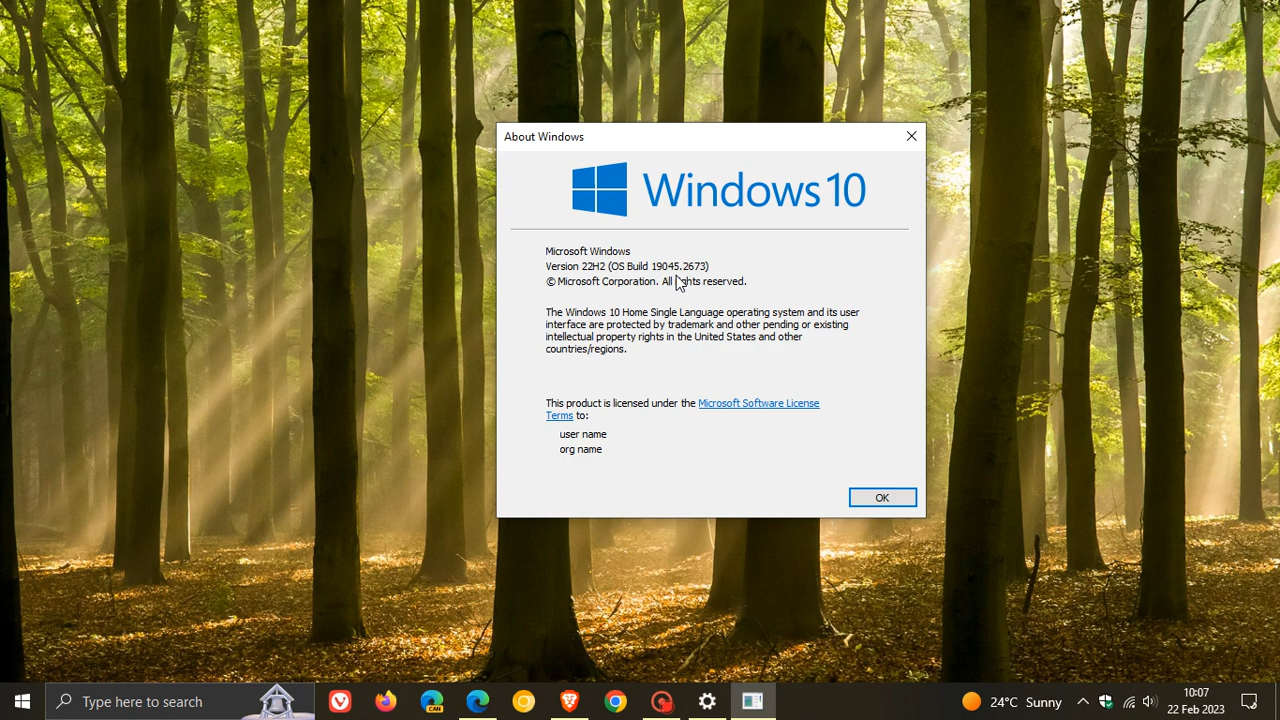 About Windows
Windows 10
Microsoft Windows
Version 22H2 (OS Build 19045.2673)
© Microsoft Corporation. All rights reserved.
The Windows 10 Home Single Language operating system and its user
interface are protected by trademark and other pending or existing
intellectual property rights in the United States and other
countries/regions.
This product is licensed under the Microsoft Software License
Terms to:
user name
org name
OK
Type here to search
CAN
24°C Sunny
10:07
22 Feb 2023